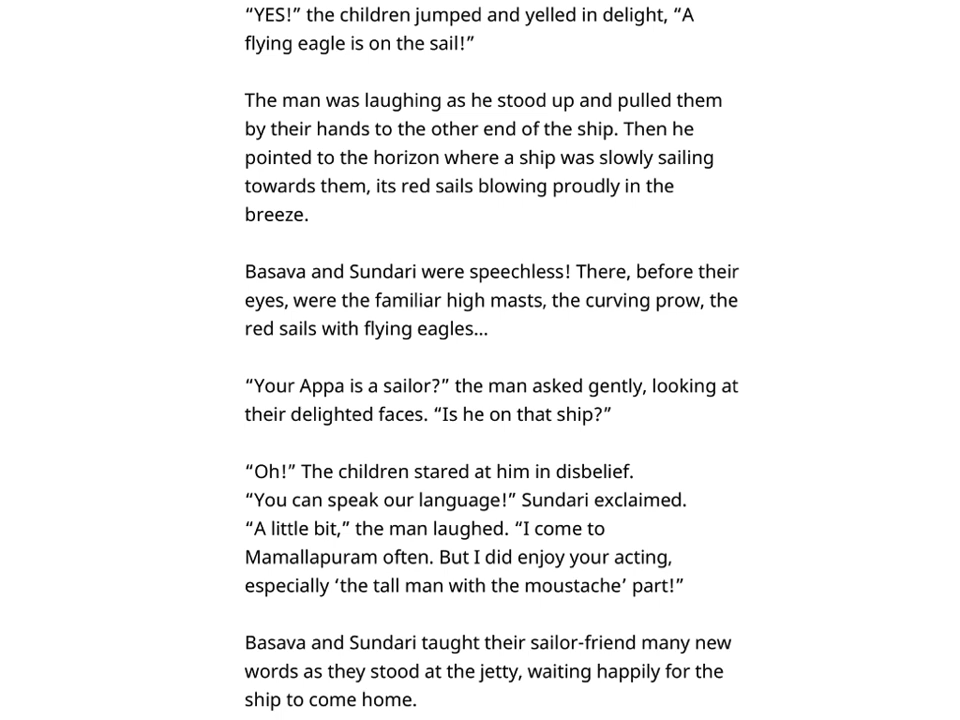 “YES!” the children jumped and yelled in delight, “A
flying eagle is on the sail!”
The man was laughing as he stood up and pulled them
by their hands to the other end of the ship. Then he
pointed to the horizon where a ship was slowly sailing
towards them, its red sails blowing proudly in the
breeze.
Basava and Sundari were speechless! There, before their
eyes, were the familiar high masts, the curving prow, the
red sails with flying eagles…
“Your Appa is a sailor?” the man asked gently, looking at
their delighted faces. “Is he on that ship?”
“Oh!” The children stared at him in disbelief.
“You can speak our language!” Sundari exclaimed.
“A little bit,” the man laughed. “I come to
Mamallapuram often. But I did enjoy your acting,
especially ‘the tall man with the moustache’ part!”
Basava and Sundari taught their sailor-friend many new
words as they stood at the jetty, waiting happily for the
ship to come home.